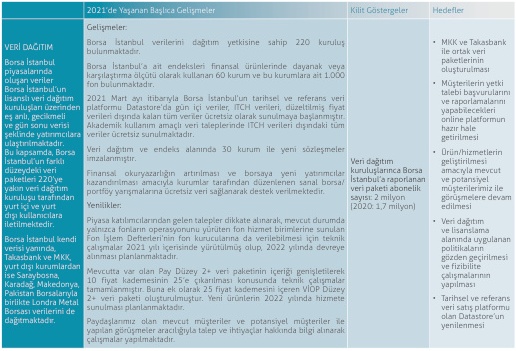 2021'de Yaşanan Başlıca Gelişmeler
Kilit Göstergeler
Hedefler
VERİ DAĞITIM
Borsa İstanbul
piyasalarında
oluşan veriler
Borsa İstanbul'un
lisanslı veri dağıtım
kuruluşları üzerinden
eş anlı, gecikmeli
ve gün sonu verisi
şeklinde yatırımcılara
ulaştırılmaktadır.
Bu kapsamda, Borsa
İstanbul'un farklı
düzeydeki veri
paketleri 220'ye
yakın veri dağıtım
kuruluşu tarafından
yurt içi ve yurt
dışı kullanıcılara
iletilmektedir.
Borsa İstanbul kendi
verisi yanında,
Takasbank ve MKK,
yurt dışı kurumlardan
ise Saraybosna,
Karadağ, Makedonya,
Pakistan Borsalarıyla
birlikte Londra Metal
Borsası verilerini de
dağıtmaktadır.
Gelişmeler:
Borsa İstanbul verilerini dağıtım yetkisine sahip 220 kuruluş
bulunmaktadır.
Borsa İstanbul'a ait endeksleri finansal ürünlerinde dayanak veya
karşılaştırma ölçütü olarak kullanan 60 kurum ve bu kurumlara ait 1.000
fon bulunmaktadır.
2021 Mart ayı itibarıyla Borsa İstanbul'un tarihsel ve referans veri
platformu Datastore'da gün içi veriler, ITCH verileri, düzeltilmiş fiyat
verileri dışında kalan tüm veriler ücretsiz olarak sunulmaya başlanmıştır.
Akademik kullanım amaçlı veri taleplerinde ITCH verileri dışındaki tüm
veriler ücretsiz sunulmaktadır.
Veri dağıtım ve endeks alanında 30 kurum ile yeni sözleşmeler
imzalanmıştır.
Finansal okuryazarlığın artırılması ve borsaya yeni yatırımcılar
kazandırılması amacıyla kurumlar tarafından düzenlenen sanal borsa/
portföy yarışmalarına ücretsiz veri sağlanarak destek verilmektedir.
Yenilikler:
Piyasa katılımcılarından gelen talepler dikkate alınarak, mevcut durumda
yalnızca fonların operasyonunu yürüten fon hizmet birimlerine sunulan
Fon İşlem Defterleri'nin fon kurucularına da verilebilmesi için teknik
çalışmalar 2021 yılı içerisinde yürütülmüş olup, 2022 yılında devreye
alınması planlanmaktadır.
Mevcutta var olan Pay Düzey 2+ veri paketinin içeriği genişletilerek
10 fiyat kademesinin 25'e çıkarılması konusunda teknik çalışmalar
tamamlanmıştır. Buna ek olarak 25 fiyat kademesini içeren VİOP Düzey
2+ veri paketi oluşturulmuştur. Yeni ürünlerin 2022 yılında hizmete
sunulması planlanmaktadır.
Paydaşlarımız olan mevcut müşteriler ve potansiyel müşteriler ile
yapılan görüşmeler aracılığıyla talep ve ihtiyaçlar hakkında bilgi alınarak
çalışmalar yapılmaktadır.
Veri dağıtım
kuruluşlarınca Borsa
İstanbul'a raporlanan
veri paketi abonelik
sayısı: 2 milyon
(2020: 1,7 milyon)
• MKK ve Takasbank
ile ortak veri
paketlerinin
oluşturulması
• Müşterilerin yetki
talebi başvurularını
ve raporlamalarını
yapabilecekleri
online platformun
hazır hale
getirilmesi
• Ürün/hizmetlerin
geliştirilmesi
amacıyla mevcut
ve potansiyel
müşterilerimiz ile
görüşmelere devam
edilmesi
• Veri dağıtım
ve lisanslama
alanında uygulanan
politikaların
gözden geçirilmesi
ve fizibilite
çalışmalarının
yapılması
• Tarihsel ve referans
veri satış platformu
olan Datastore'un
yenilenmesi